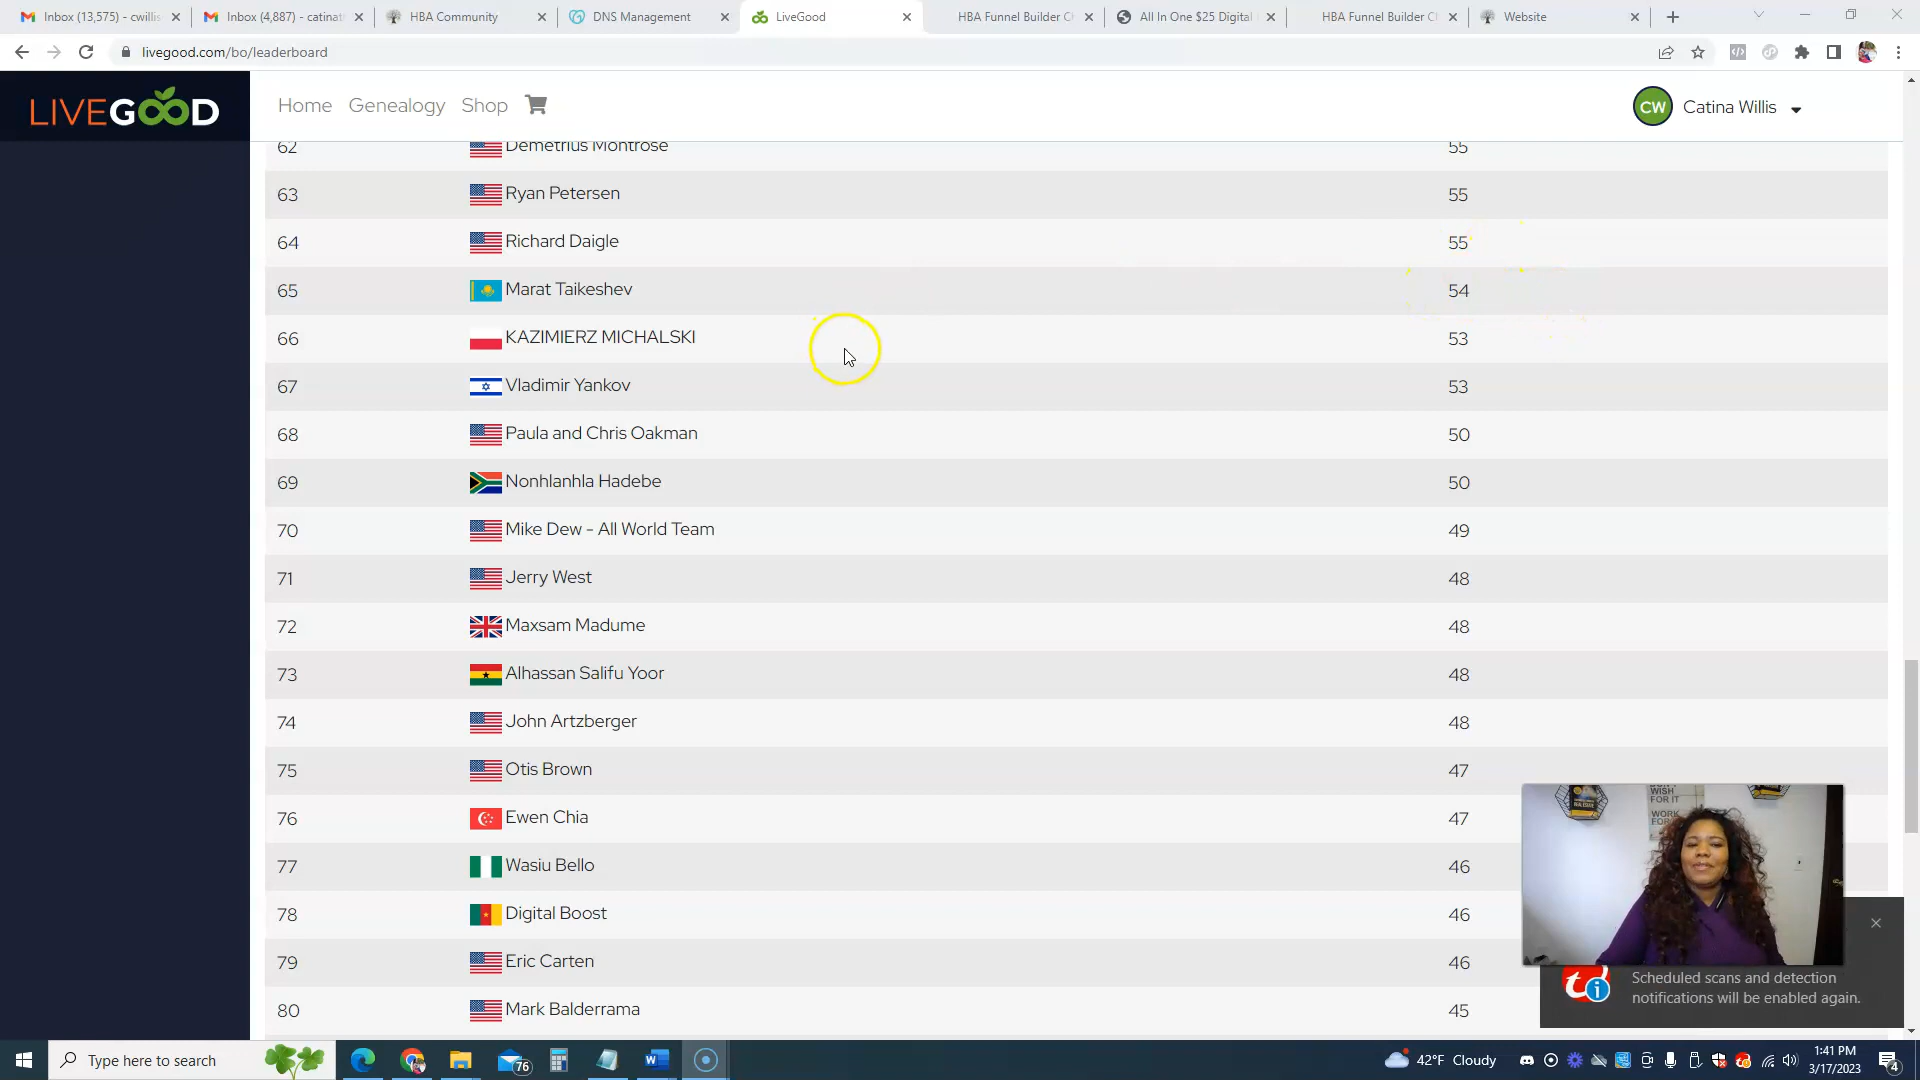 Inbox (13,575) - cwillis
Inbox (4,887) - catinat
HBA Community
DNS Management
LiveGood
HBA Funnel Builder C
All In One $25 Digital
HBA Funnel Builder C
Website
livegood.com/bo/leaderboard
LIVEGOOD
Home
Genealogy
Shop
CW
Catina Willis
62 Demetrius Montrose 55
63 Ryan Petersen 55
64 Richard Daigle 55
65 Marat Taikeshev 54
66 KAZIMIERZ MICHALSKI 53
67 Vladimir Yankov 53
68 Paula and Chris Oakman 50
69 Nonhlanhla Hadebe 50
70 Mike Dew - All World Team 49
71 Jerry West 48
72 Maxsam Madume 48
73 Alhassan Salifu Yoor 48
74 John Artzberger 48
75 Otis Brown 47
76 Ewen Chia 47
77 Wasiu Bello 46
78 Digital Boost 46
79 Eric Carten 46
80 Mark Balderrama 45
WISH
FOR IT
WORK
Scheduled scans and detection
notifications will be enabled again.
Type here to search
76
42°F Cloudy
1:41 PM
3/17/2023
4